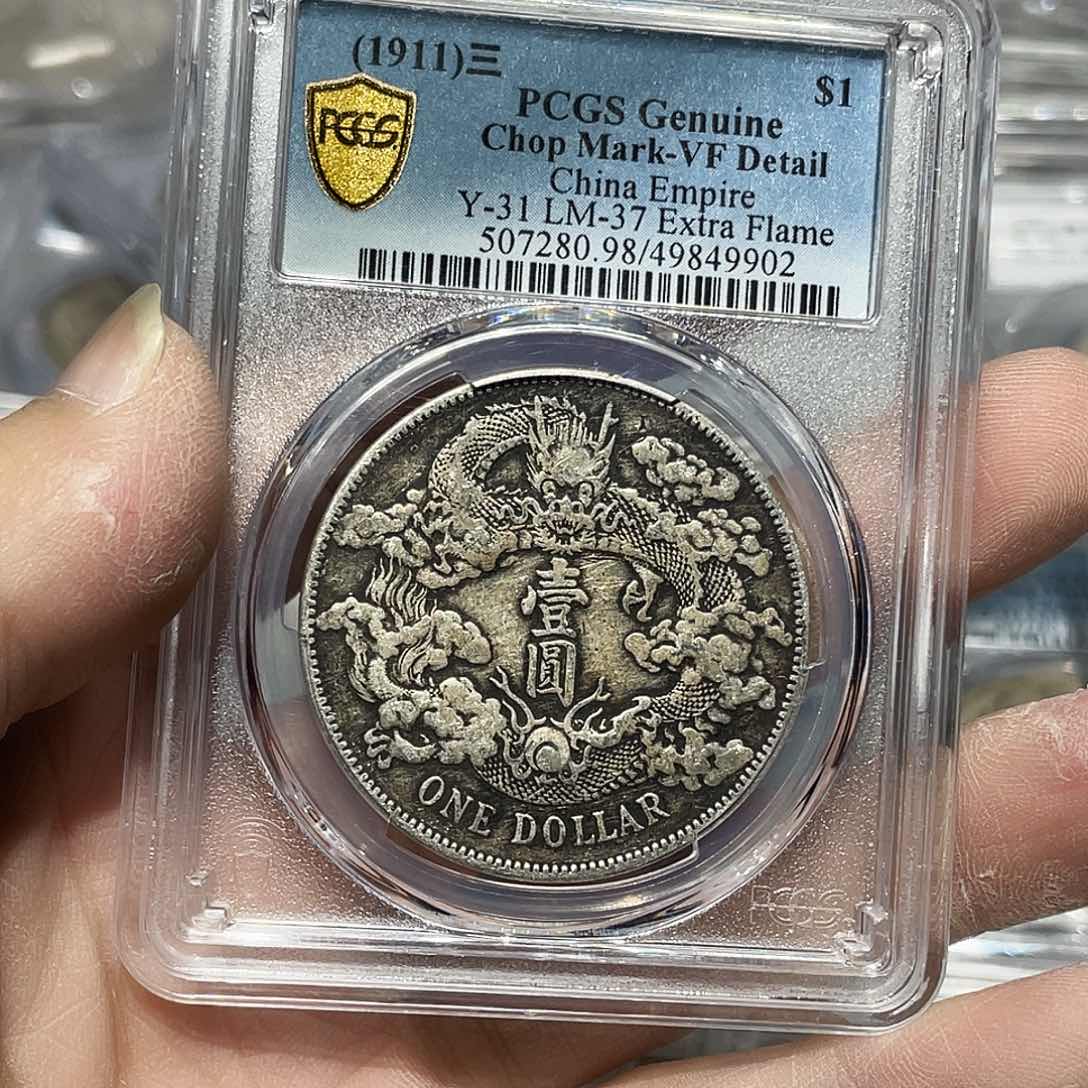 (1911)三
$1
PCGS
PCGS Genuine
Chop Mark-VF Detail
China Empire
Y-31 LM-37 Extra Flame
507280.98/49849902
壹
圓
ONE DOLLAR
PCGS